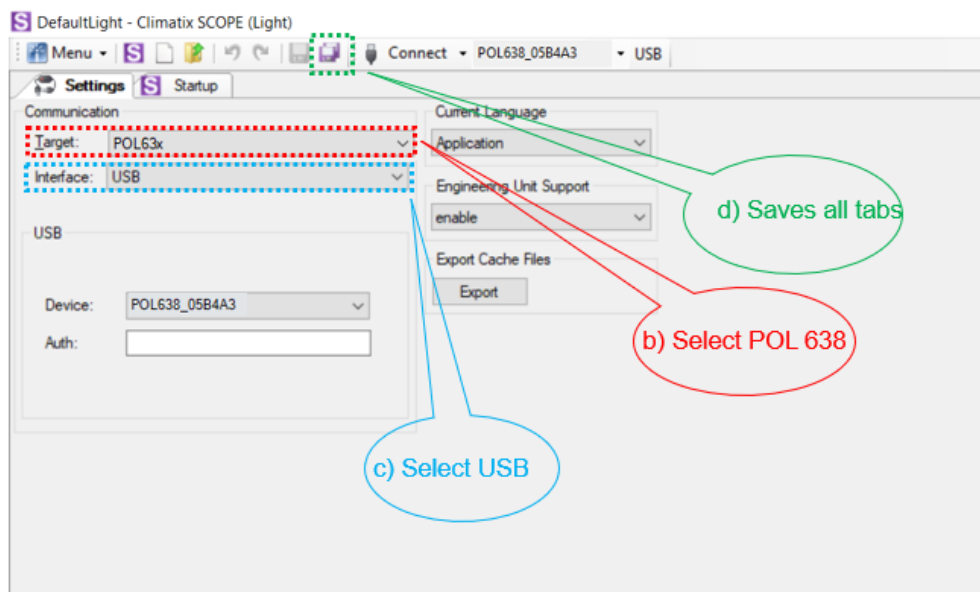 DefaultLight - Climatix SCOPE (Light)
Menu Connect POL638_05B4A3 USB
Settings Startup
Communication
Target: POL63x
Interface: USB
USB
Device: POL638_05B4A3
Auth:
Current Language
Application
Engineering Unit Support
enable
Export Cache Files
Export
d) Saves all tabs
b) Select POL 638
c) Select USB